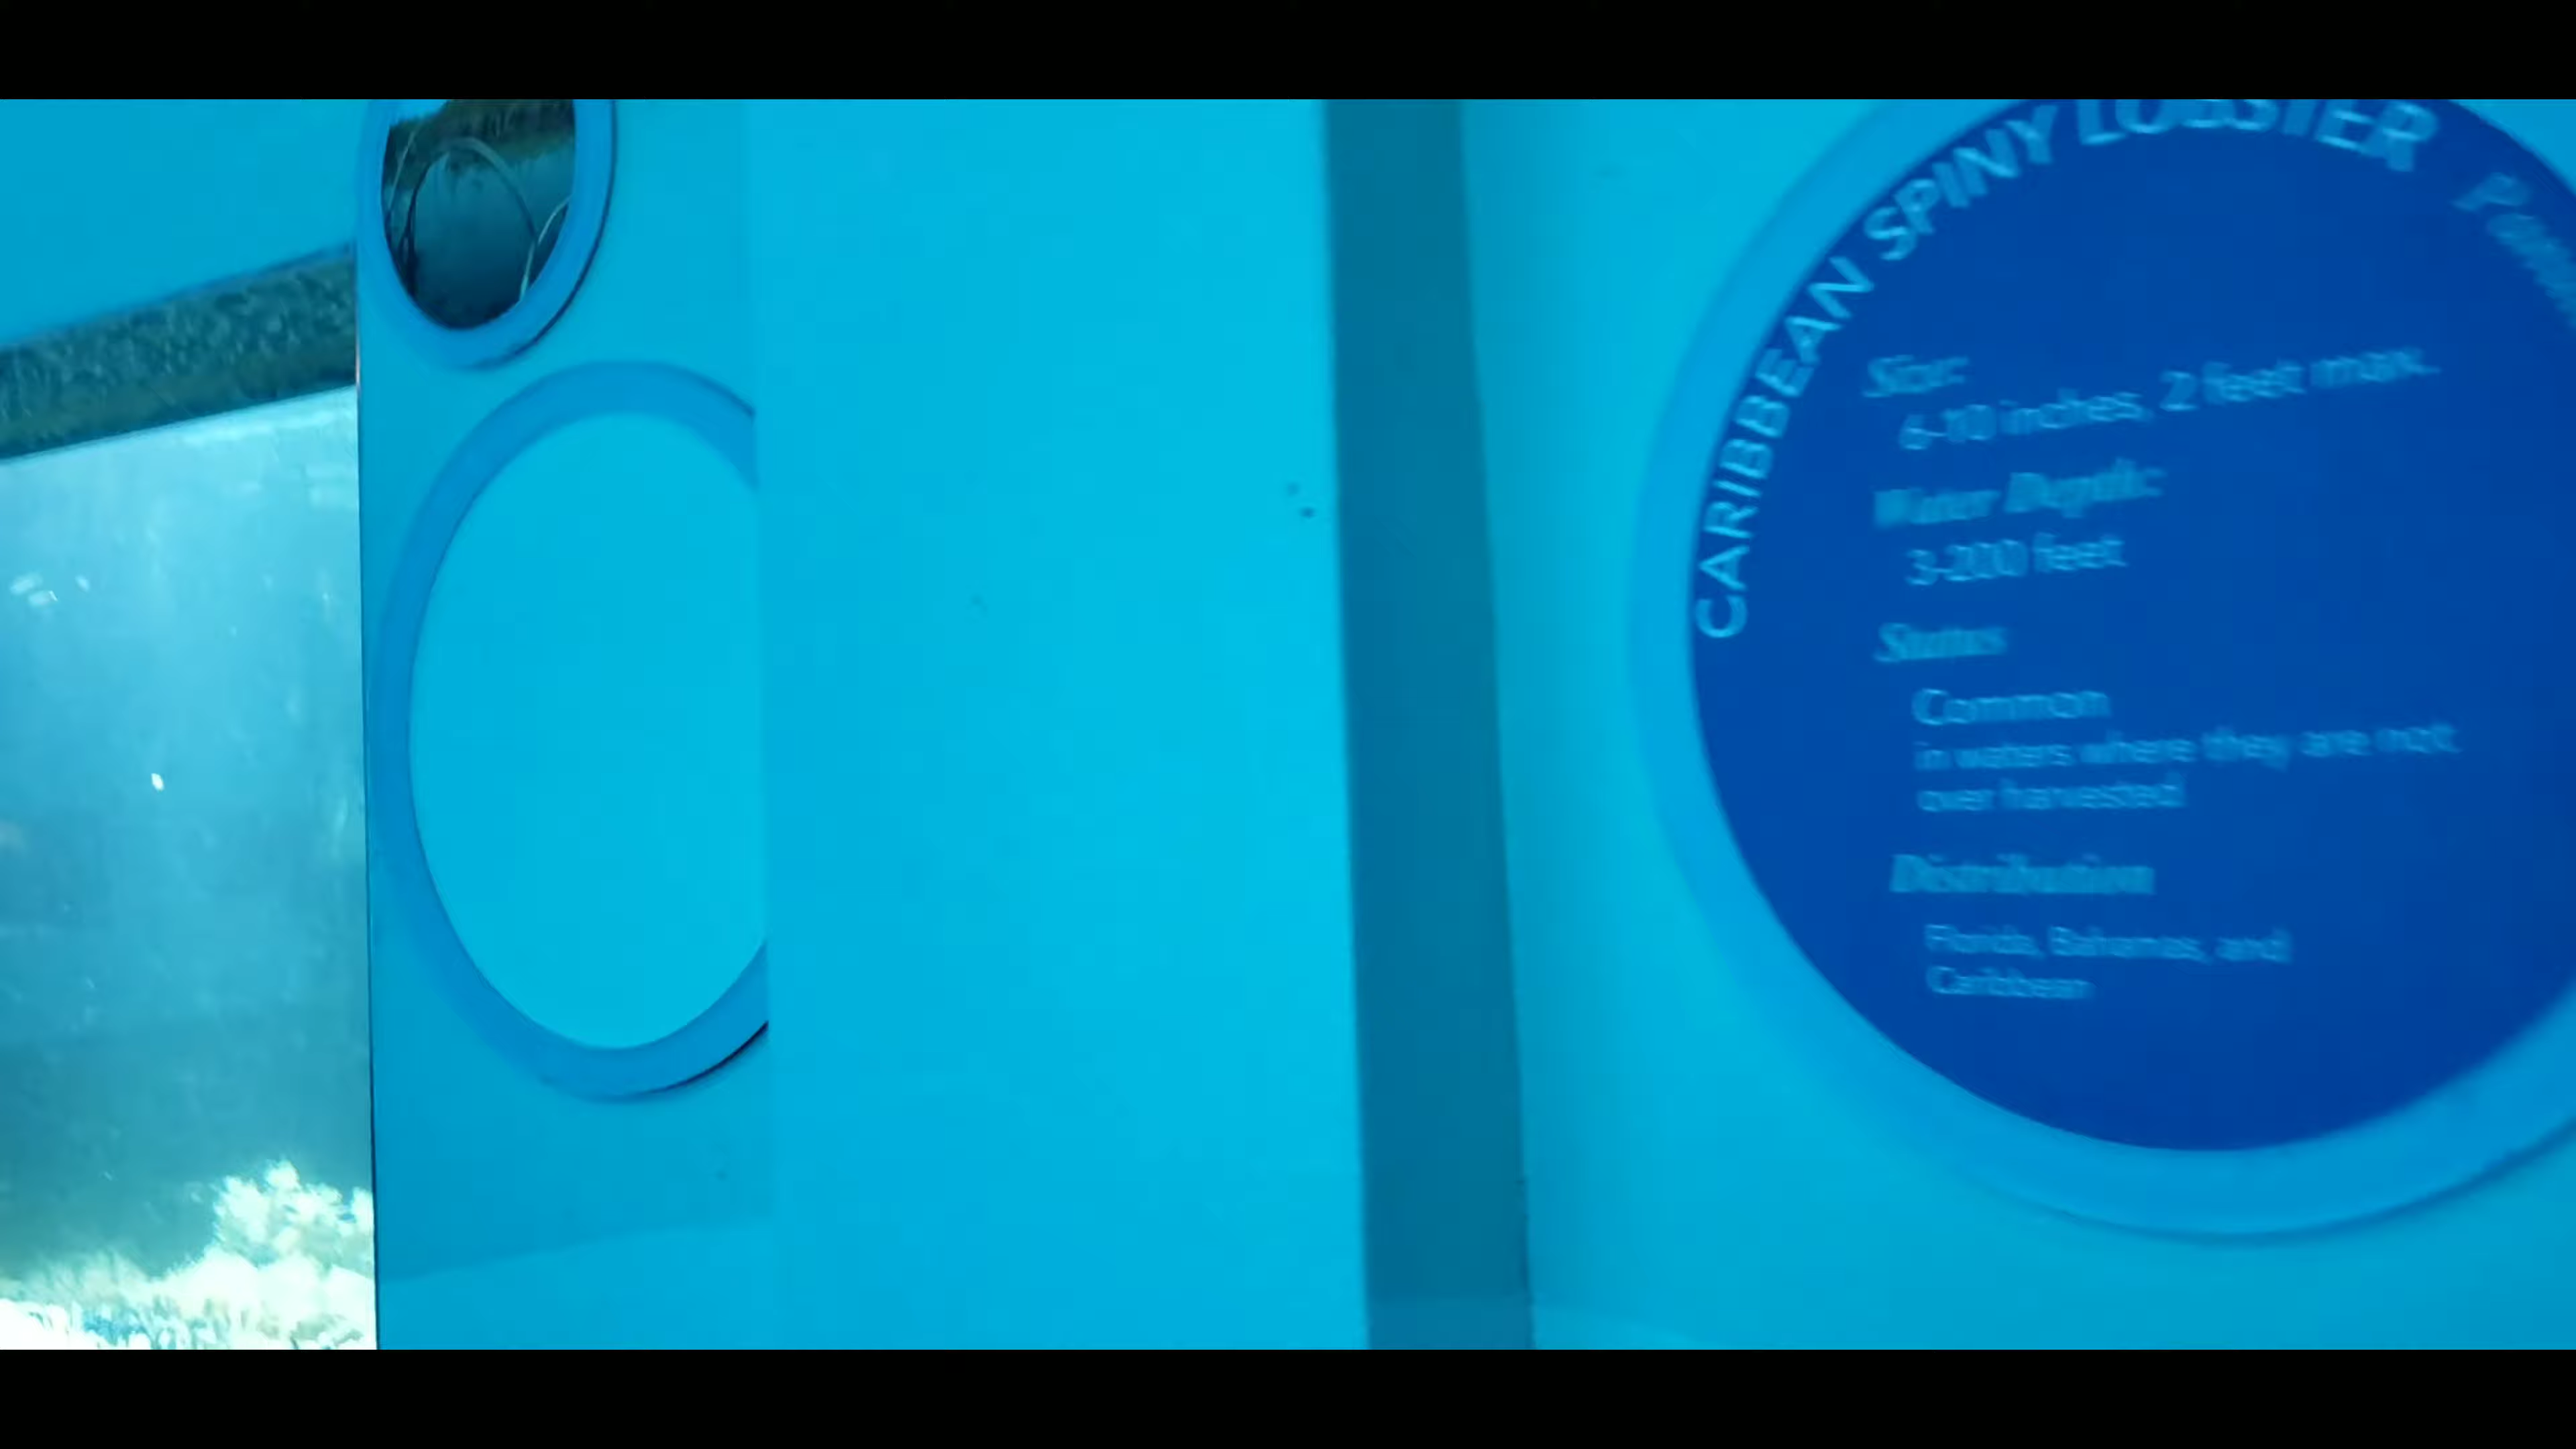 CARIBBEAN SPINY LOBSTER
Size:
6-10 inches, 2 feet max.
Water Depth:
3-200 feet
Status
Common
in waters where they are not
over harvested
Distribution
Florida, Bahamas, and
Caribbean